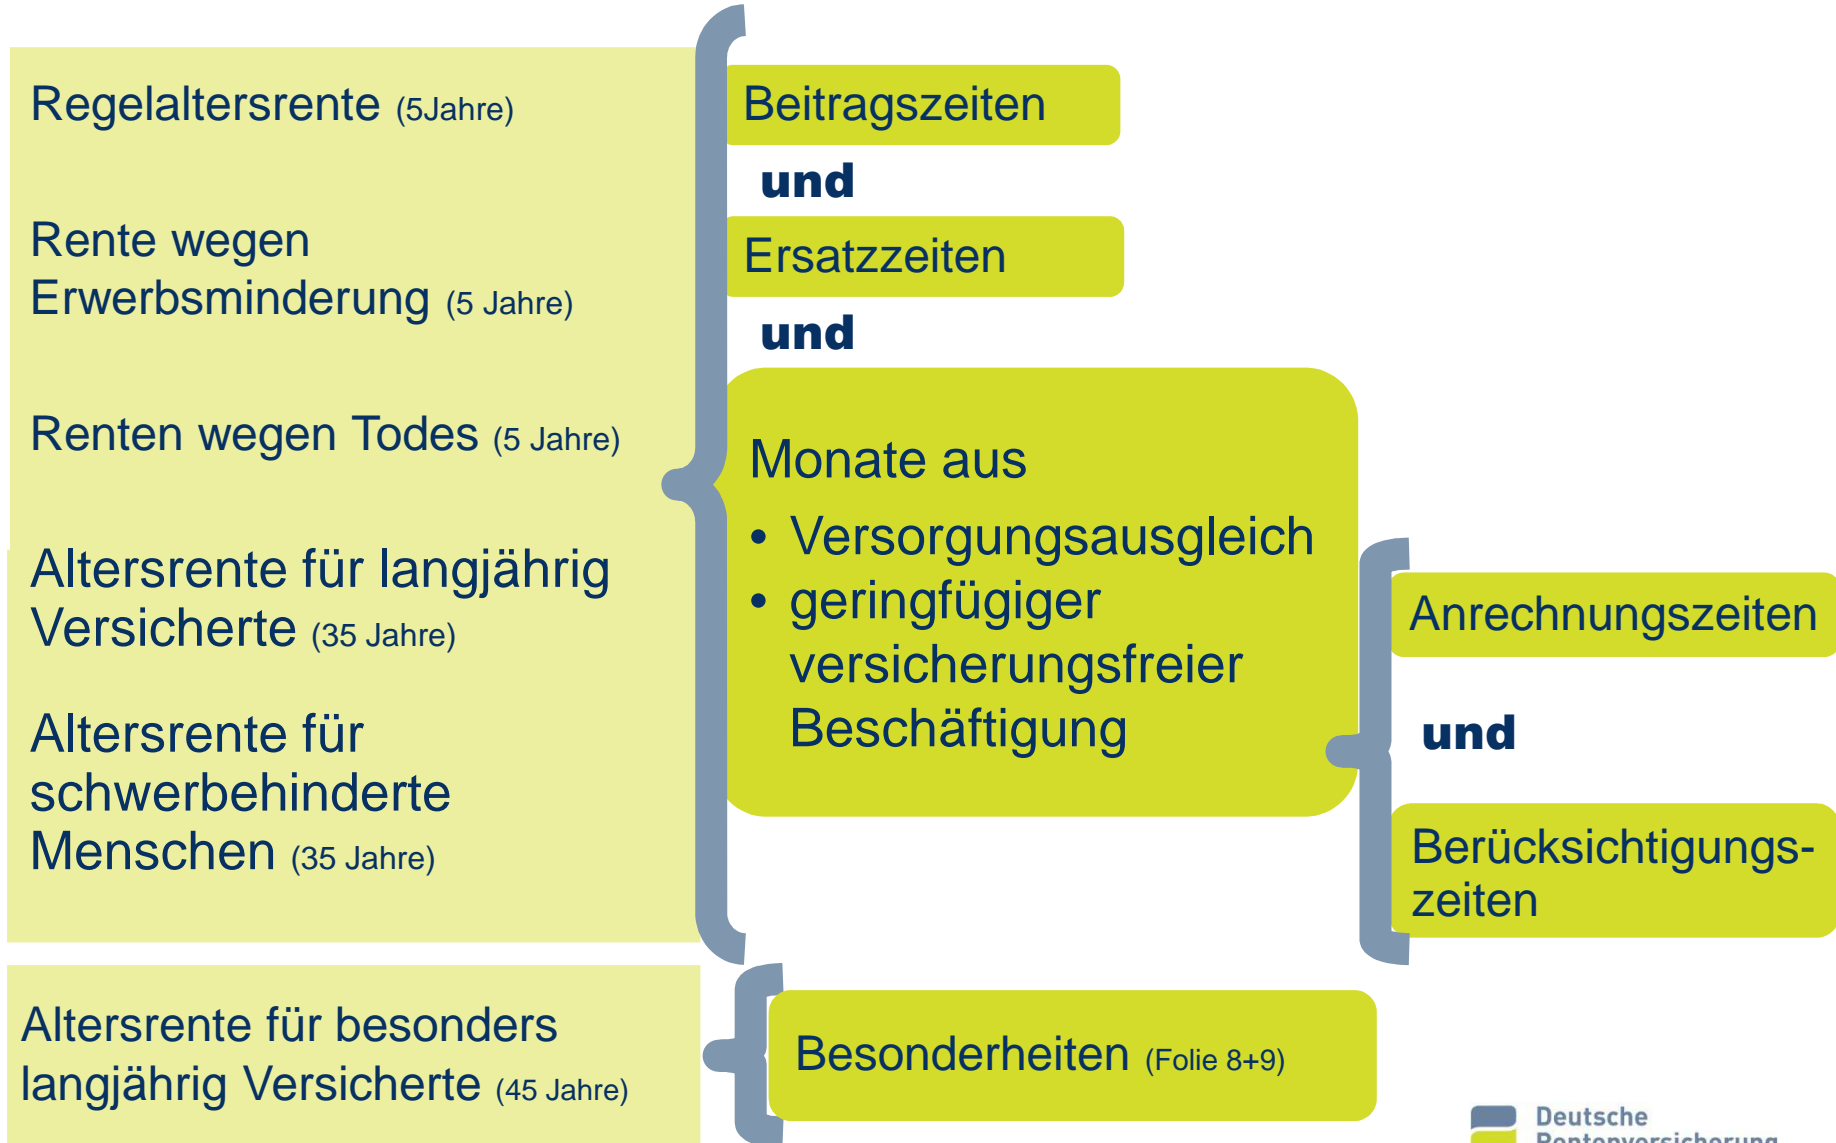 Regelaltersrente (5Jahre)
Rente wegen
Erwerbsminderung (5 Jahre)
Renten wegen Todes (5 Jahre)
Altersrente für langjährig
Versicherte (35 Jahre)
Altersrente für
schwerbehinderte
Menschen (35 Jahre)
Beitragszeiten
und
Ersatzzeiten
und
Monate aus
• Versorgungsausgleich
• geringfügiger
versicherungsfreier
Beschäftigung
Anrechnungszeiten
und
Berücksichtigungs-
zeiten
Altersrente für besonders
langjährig Versicherte (45 Jahre)
Besonderheiten (Folie 8+9)
Deutsche
Rentenversicherung